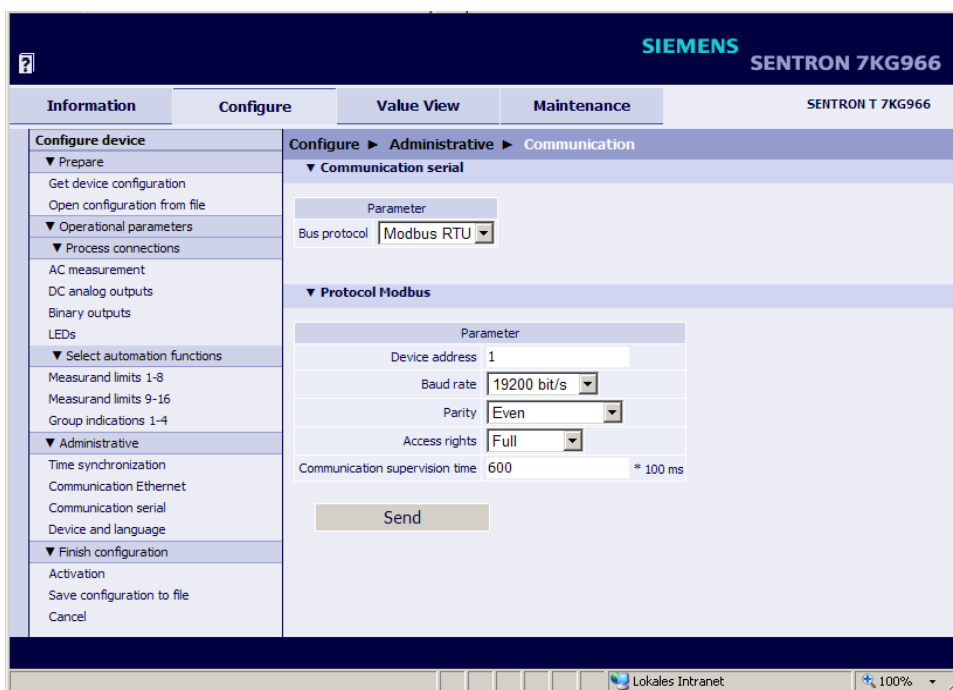 SIEMENS
?
SENTRON 7KG966
Information
Configure
Value View
Maintenance
SENTRON T 7KG966
Configure device
▼ Prepare
Get device configuration
Open configuration from file
▼ Operational parameters
▼ Process connections
AC measurement
DC analog outputs
Binary outputs
LEDs
▼ Select automation functions
Measurand limits 1-8
Measurand limits 9-16
Group indications 1-4
▼ Administrative
Time synchronization
Communication Ethernet
Communication serial
Device and language
▼ Finish configuration
Activation
Save configuration to file
Cancel
Configure ► Administrative ► Communication
▼ Communication serial
Parameter
Bus protocol Modbus RTU
▼ Protocol Modbus
Parameter
Device address 1
Baud rate 19200 bit/s
Parity Even
Access rights Full
Communication supervision time 600 * 100 ms
Send
Lokales Intranet
100%